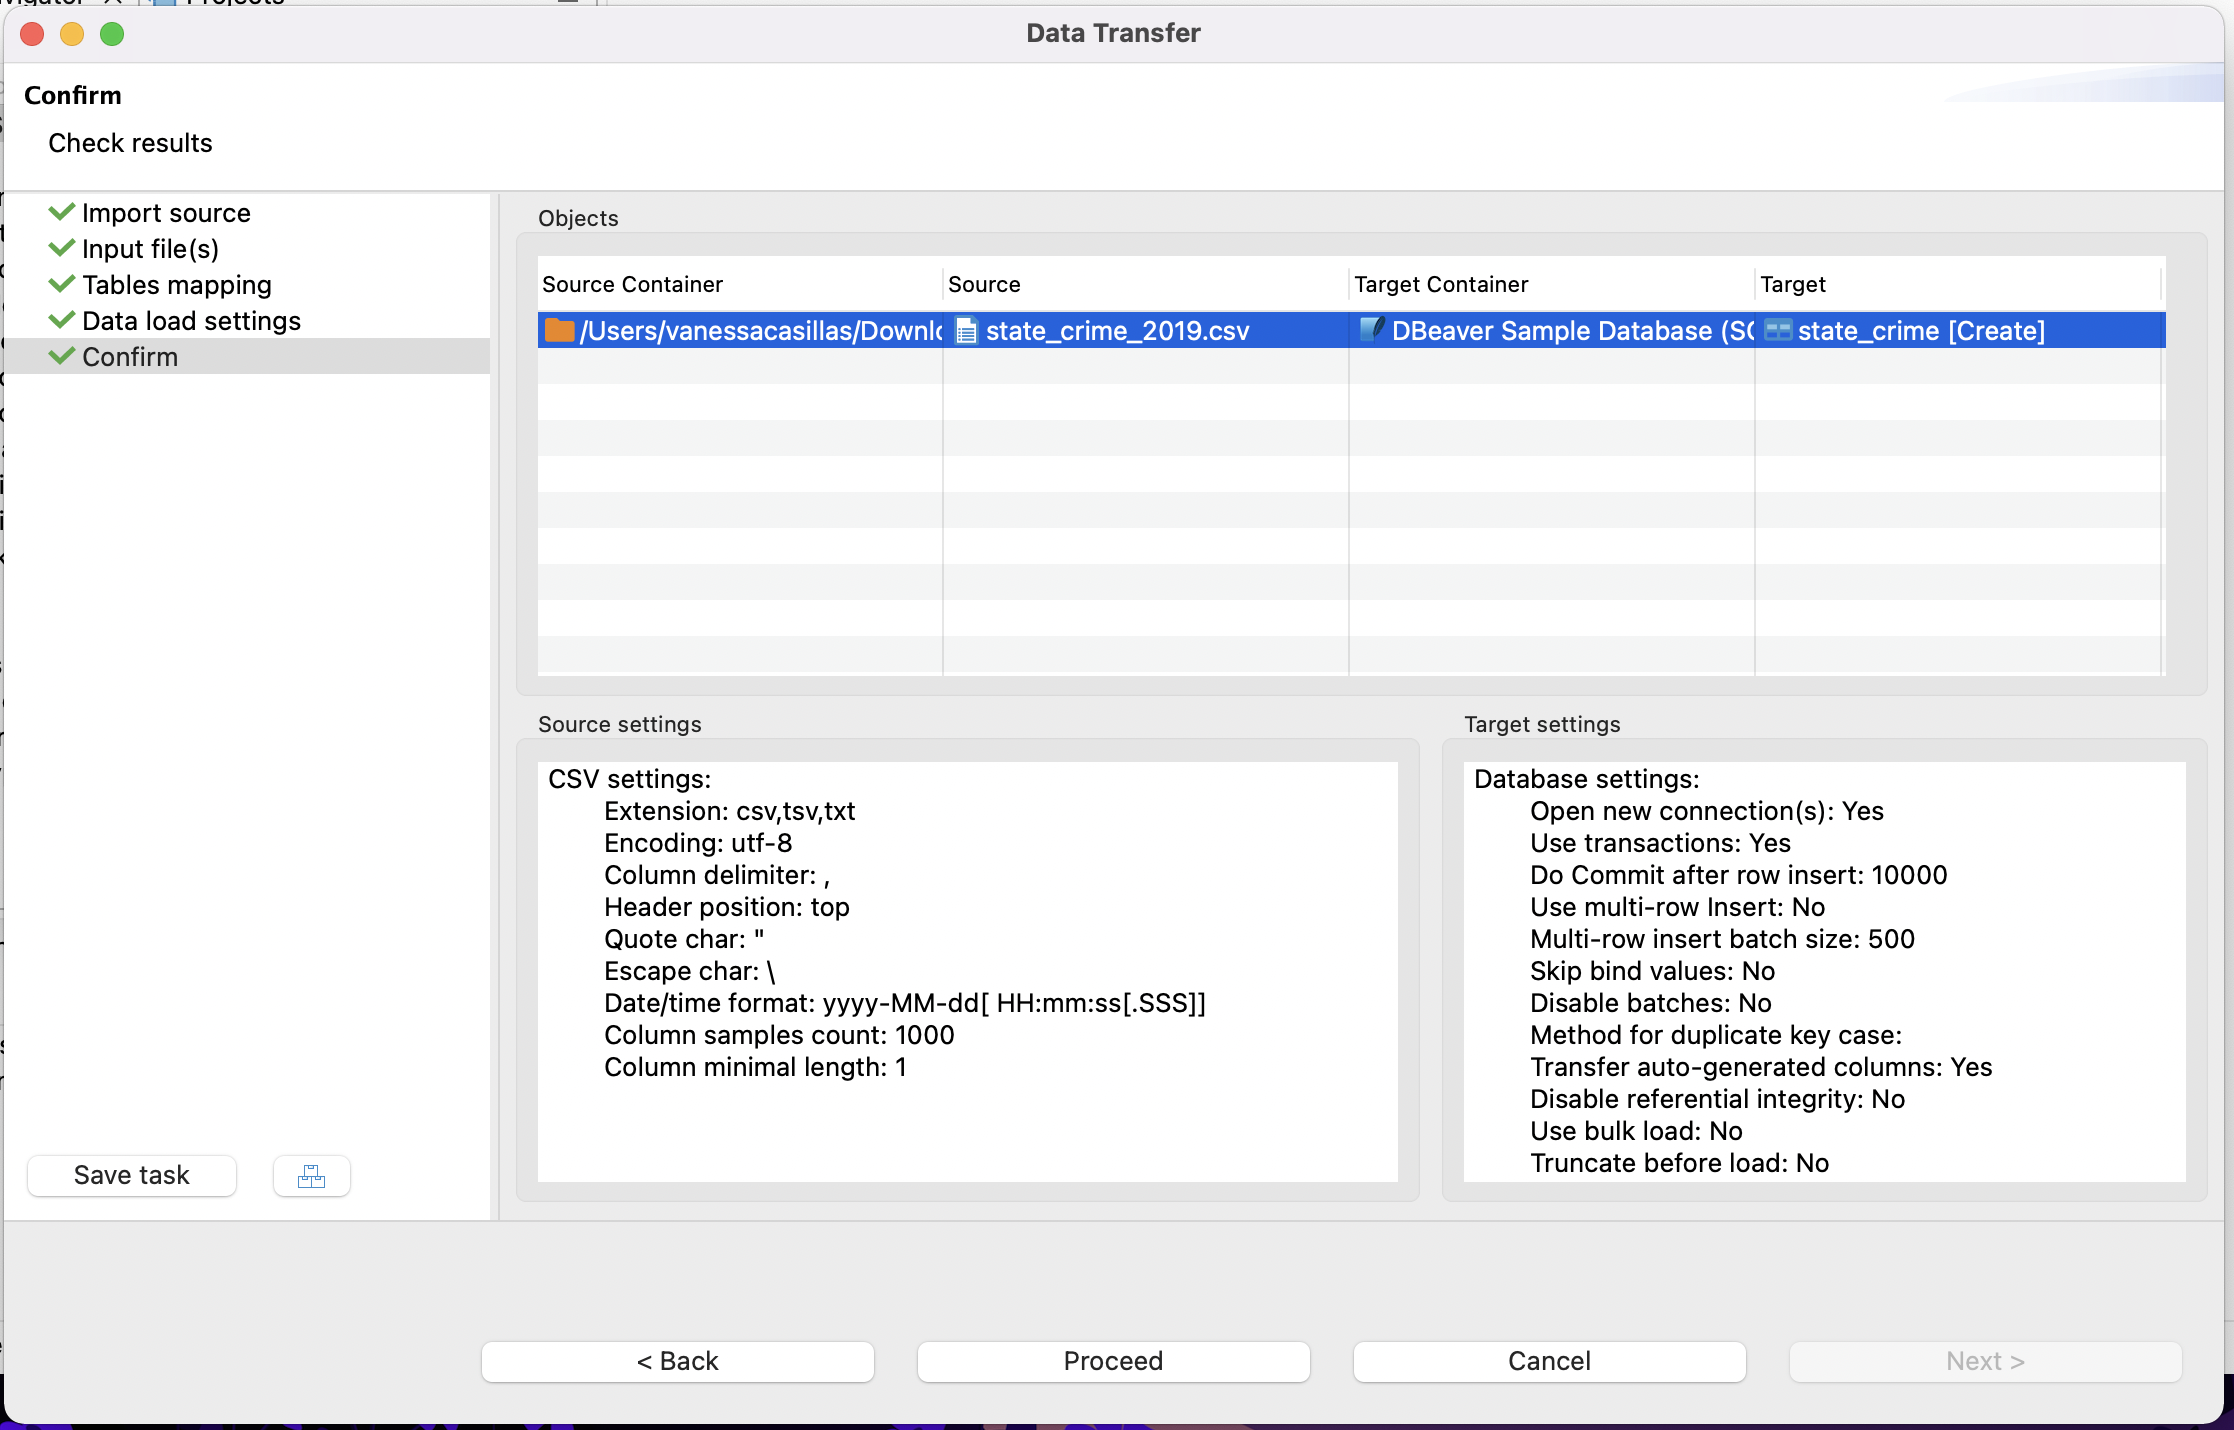 Data Transfer
Confirm
Check results
Import source
Input file(s)
Tables mapping
Data load settings
Confirm
Save task
Objects
Source Container Source Target Container Target
/Users/vanessacasillas/Downlo state_crime_2019.csv DBeaver Sample Database (SQ state_crime [Create]
Source settings
CSV settings:
Extension: csv,tsv,txt
Encoding: utf-8
Column delimiter: ,
Header position: top
Quote char: "
Escape char: \
Date/time format: yyyy-MM-dd[ HH:mm:ss[.SSS]]
Column samples count: 1000
Column minimal length: 1
Target settings
Database settings:
Open new connection(s): Yes
Use transactions: Yes
Do Commit after row insert: 10000
Use multi-row Insert: No
Multi-row insert batch size: 500
Skip bind values: No
Disable batches: No
Method for duplicate key case:
Transfer auto-generated columns: Yes
Disable referential integrity: No
Use bulk load: No
Truncate before load: No
< Back
Proceed
Cancel
Next >